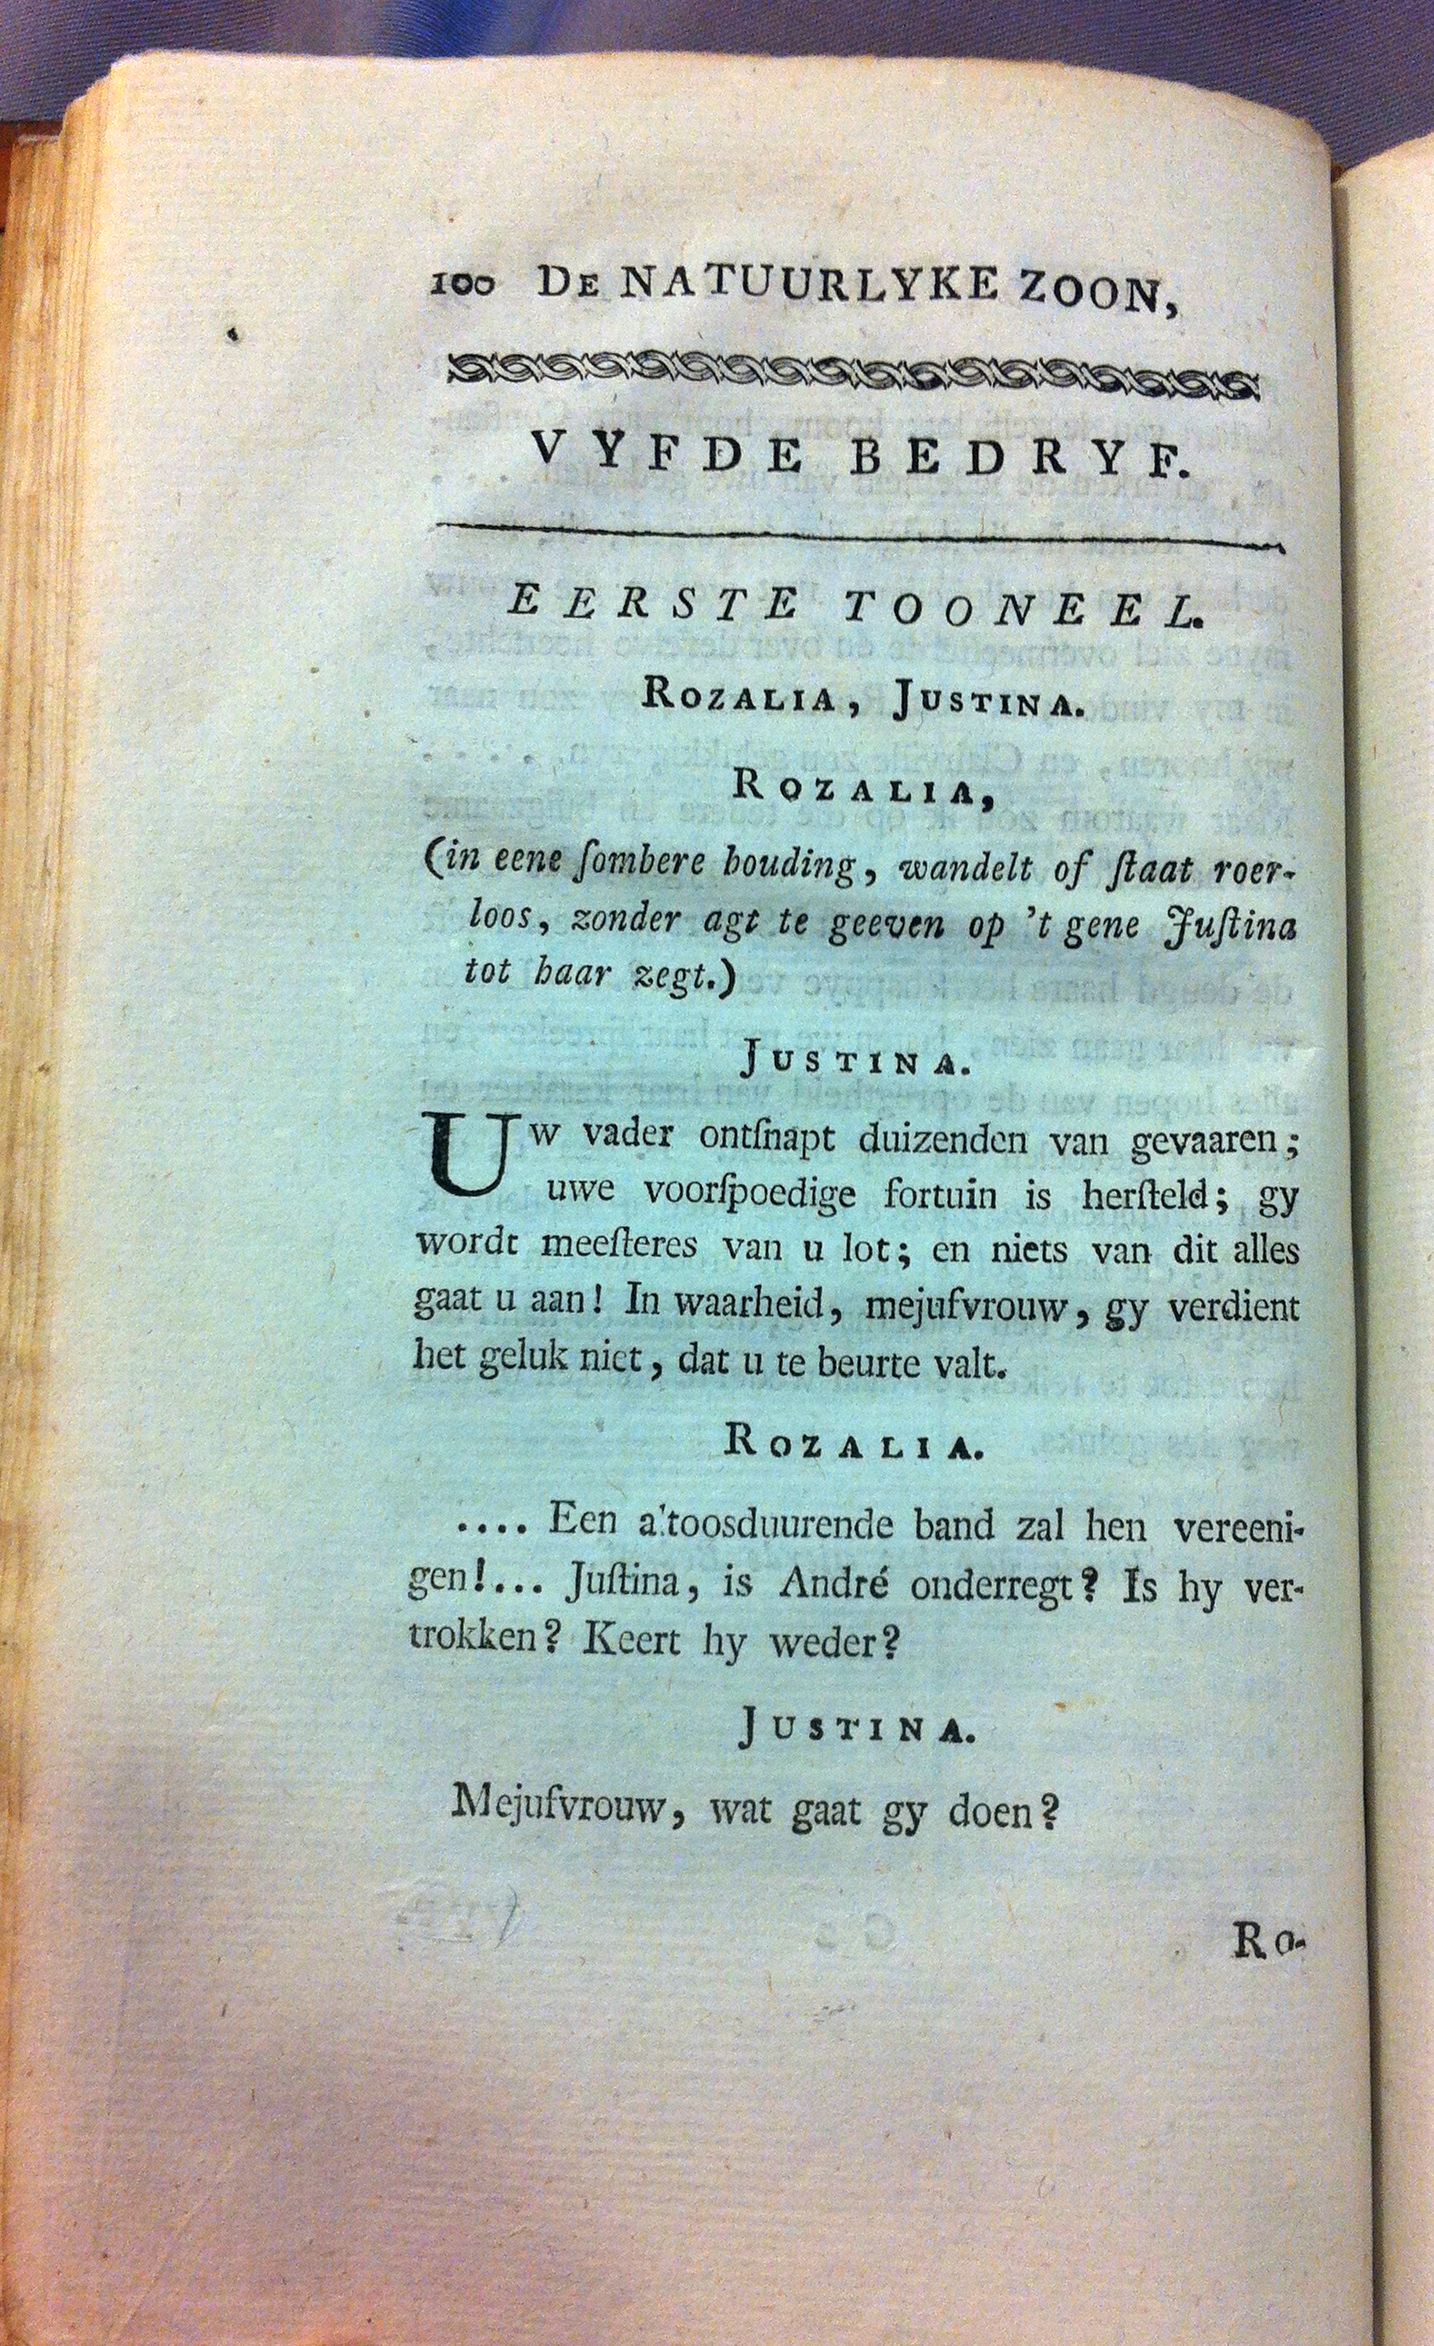 100 DE NATUURLYKE ZOON,
VYFDE BEDRYF.
EERSTE TOONEEL.
ROZALIA, JUSTINA.
ROZALIA,
(in eene ſombere houding, wandelt of ſtaat roer-
loos, zonder agt te geeven op 't gene Juſtina
tot haar zegt.)
JUSTINA.
Uw vader ontſnapt duizenden van gevaaren;
uwe voorſpoedige fortuin is herſteld; gy
wordt meeſteres van u lot; en niets van dit alles
gaat u aan! In waarheid, mejufvrouw, gy verdient
het geluk niet, dat u te beurte valt.
ROZALIA.
.... Een a'toosduurende band zal hen vereeni-
gen!... Juſtina, is André onderregt? Is hy ver-
trokken? Keert hy weder?
JUSTINA.
Mejufvrouw, wat gaat gy doen?
Ro-